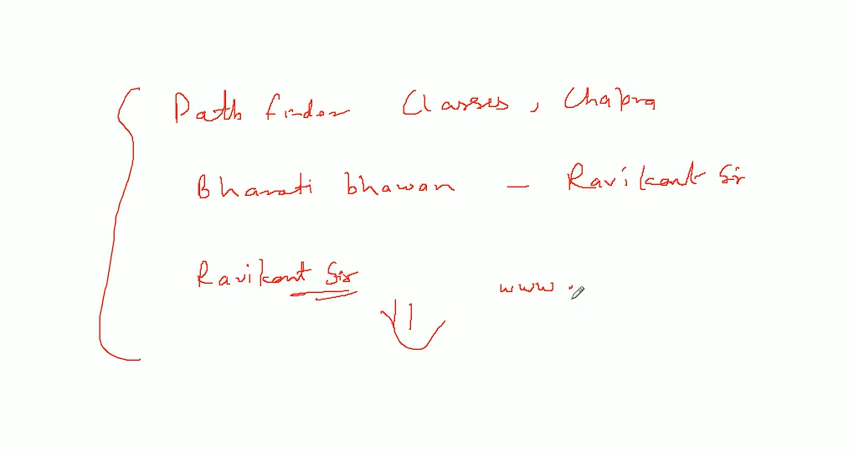 Path finder Classes, Chapra
Bharati bhawan - Ravikant Sir
Ravikant Sir
www.